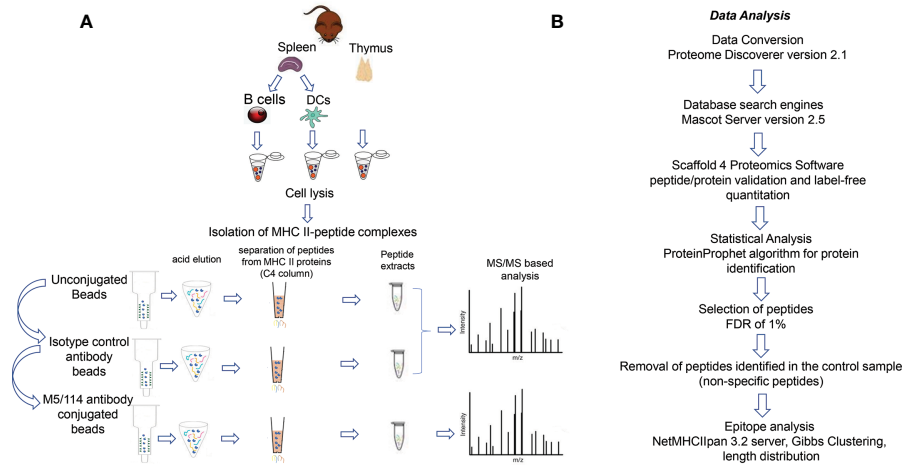 A
Spleen
Thymus
B cells
DCs
Cell lysis
Isolation of MHC II-peptide complexes
acid elution
separation of peptides
from MHC II proteins
(C4 column)
Peptide
extracts
MS/MS based
analysis
Unconjugated
Beads
Isotype control
antibody
beads
M5/114 antibody
conjugated
beads
Intensity
m/z
Intensity
m/z
B
Data Analysis
Data Conversion
Proteome Discoverer version 2.1
Database search engines
Mascot Server version 2.5
Scaffold 4 Proteomics Software
peptide/protein validation and label-free
quantitation
Statistical Analysis
ProteinProphet algorithm for protein
identification
Selection of peptides
FDR of 1%
Removal of peptides identified in the control sample
(non-specific peptides)
Epitope analysis
NetMHCIIpan 3.2 server, Gibbs Clustering,
length distribution